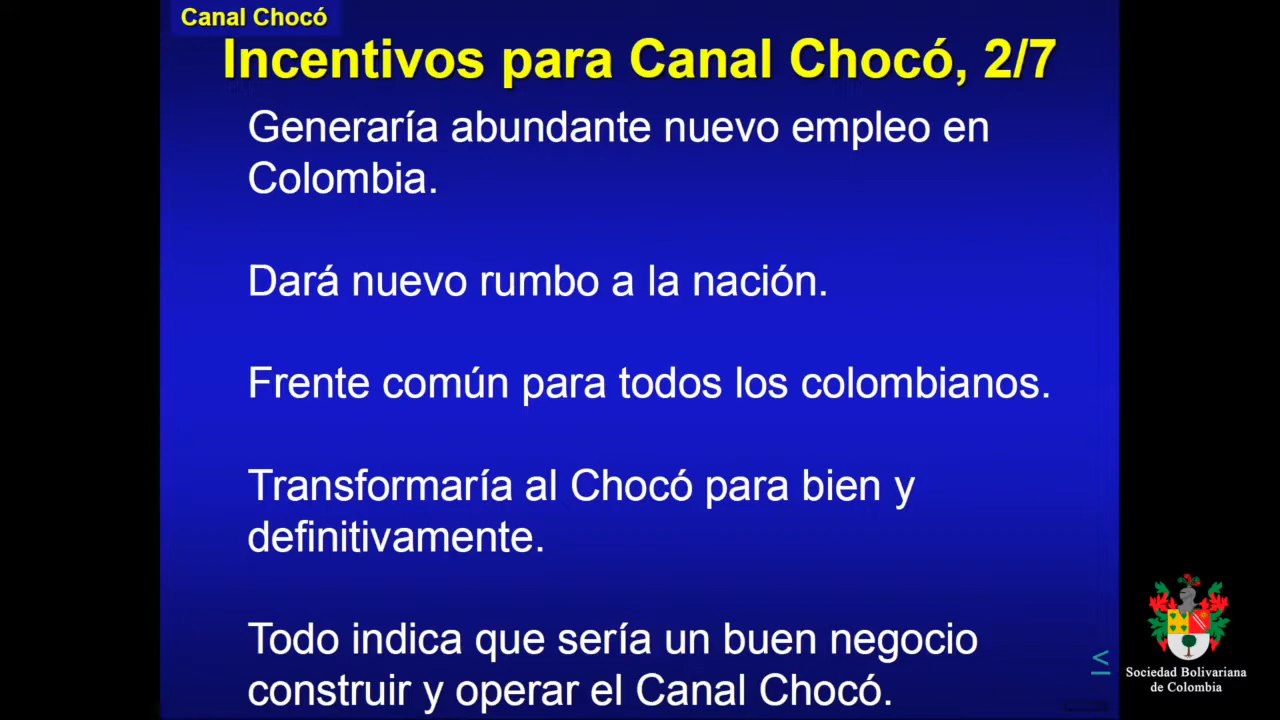 Canal Chocó
Incentivos para Canal Chocó, 2/7
Generaría abundante nuevo empleo en
Colombia.
Dará nuevo rumbo a la nación.
Frente común para todos los colombianos.
Transformaría al Chocó para bien y
definitivamente.
Todo indica que sería un buen negocio
construir y operar el Canal Chocó.
<
Sociedad Bolivariana
de Colombia